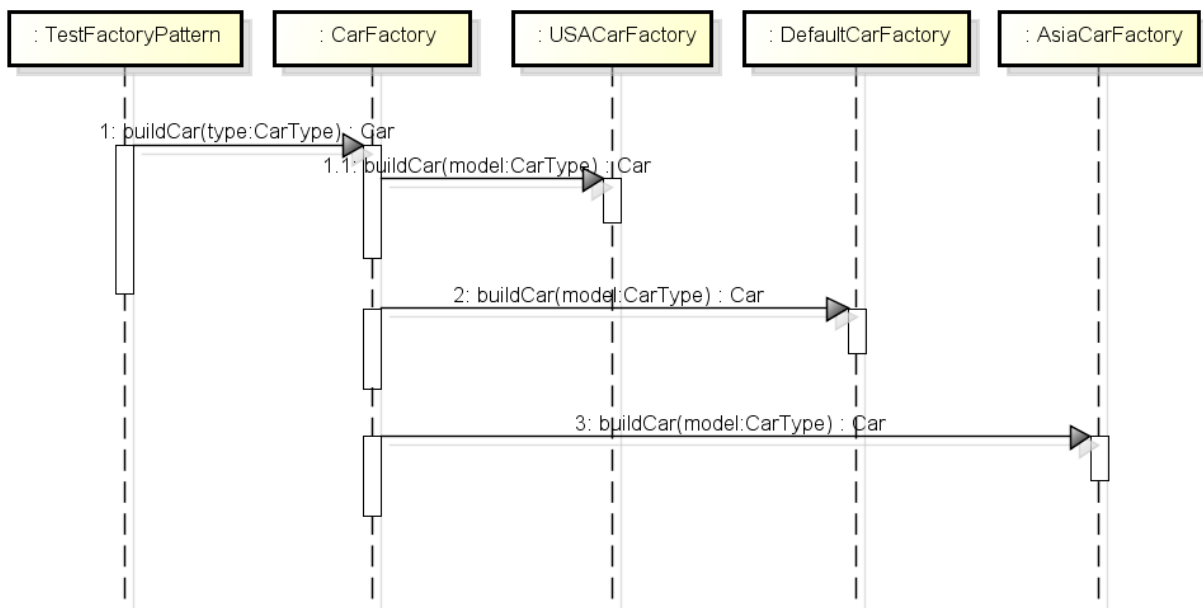 : TestFactoryPattern
: CarFactory
: USACarFactory
: DefaultCarFactory
: AsiaCarFactory
1: buildCar(type:CarType) : Car
1.1: buildCar(model:CarType) : Car
2: buildCar(model:CarType) : Car
3: buildCar(model:CarType) : Car